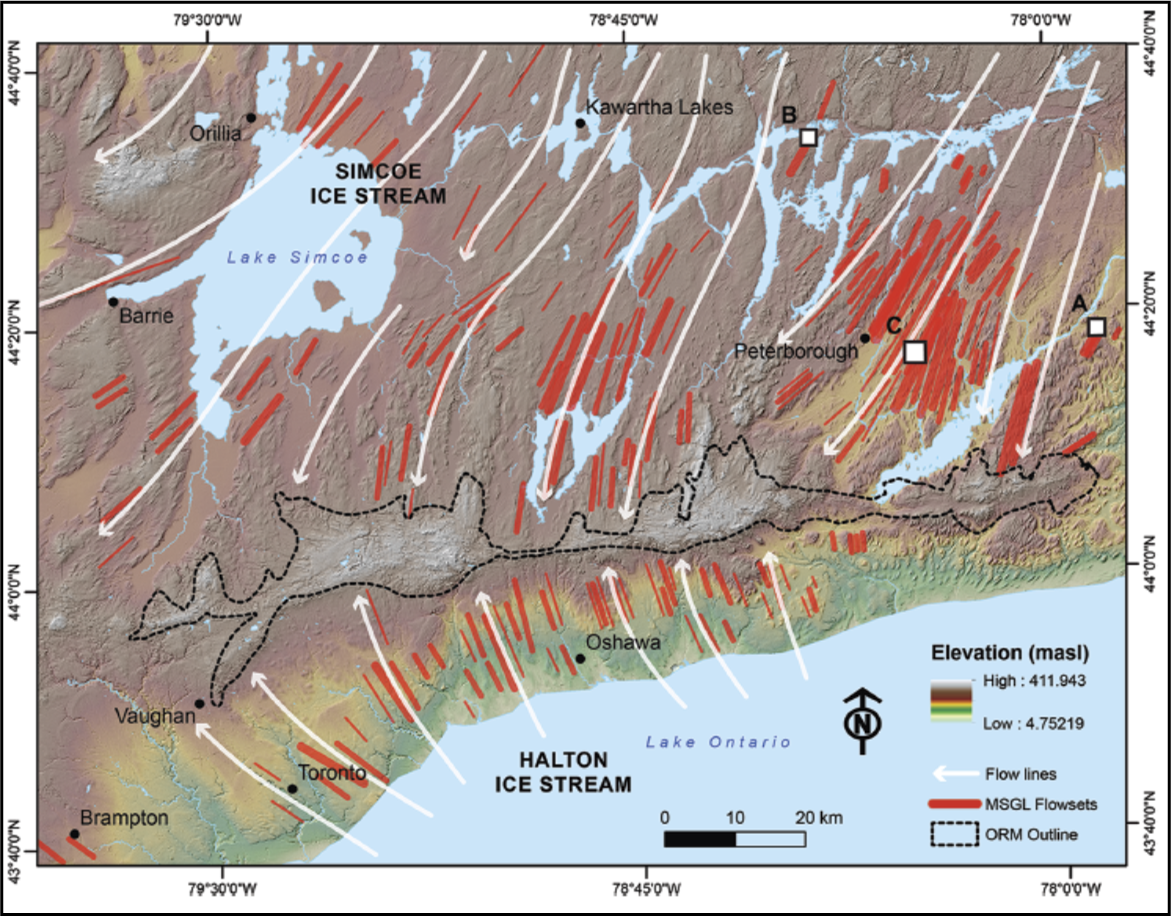 79°30'0"W 78°45'0"W 78°0'0"W
44°40'0"N
44°40'0"N
Orillia
Kawartha Lakes
B
SIMCOE
ICE STREAM
Lake Simcoe
Barrie
44°20'0"N
44°20'0"N
A
C
Peterborough
44°0'0"N
44°0'0"N
Oshawa
Vaughan
Toronto
Brampton
HALTON
ICE STREAM
Lake Ontario
N
0 10 20 km
Elevation (masl)
High : 411.943
Low : 4.75219
Flow lines
MSGL Flowsets
ORM Outline
43°40'0"N
43°40'0"N
79°30'0"W 78°45'0"W 78°0'0"W